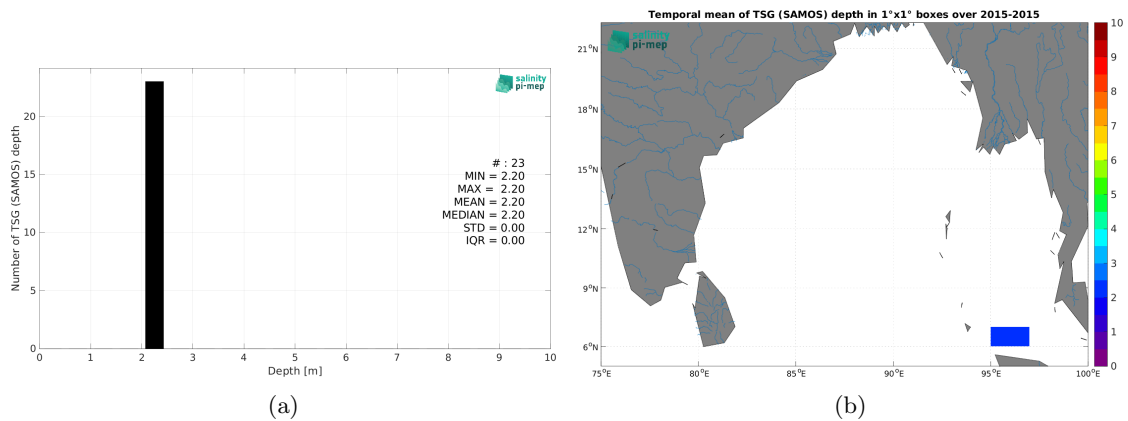 salinity
pi-mep
Number of TSG (SAMOS) depth
20
15
10
5
0
# : 23
MIN = 2.20
MAX = 2.20
MEAN = 2.20
MEDIAN = 2.20
STD = 0.00
IQR = 0.00
0 1 2 3 4 5 6 7 8 9 10
Depth [m]
(a)
Temporal mean of TSG (SAMOS) depth in 1°x1° boxes over 2015-2015
salinity
pi-mep
21°N
18°N
15°N
12°N
9°N
6°N
75°E 80°E 85°E 90°E 95°E 100°E
10
9
8
7
6
5
4
3
2
1
0
(b)